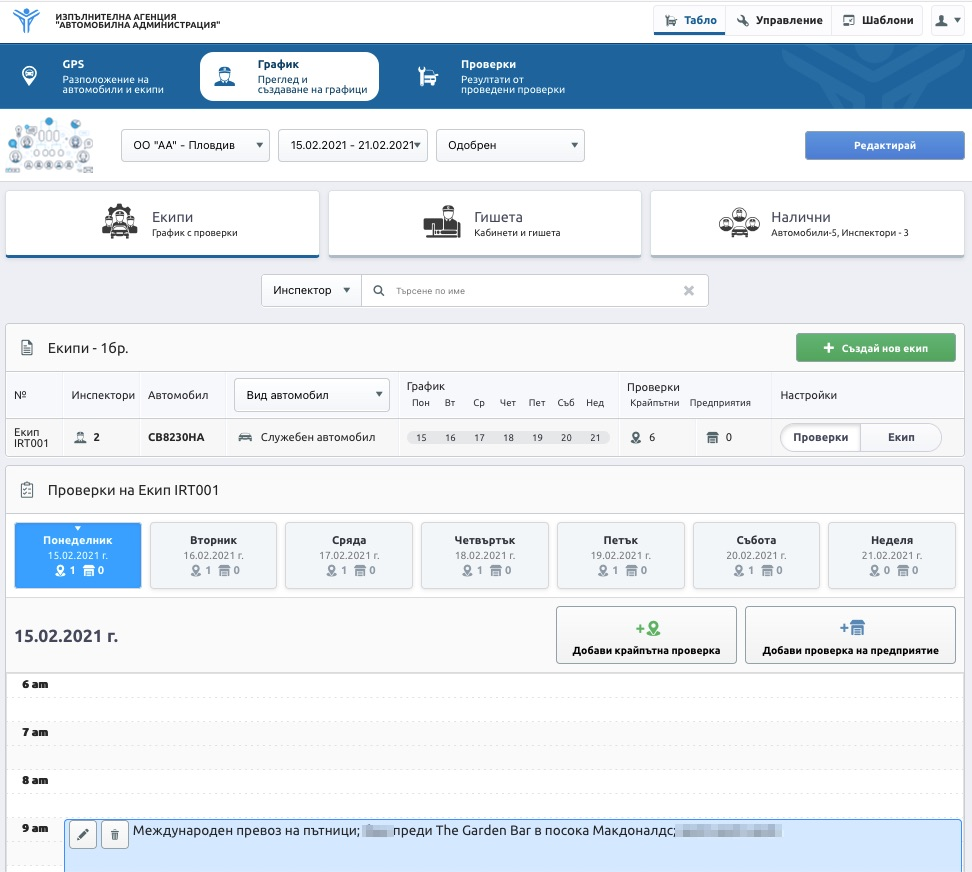 ИЗПЪЛНИТЕЛНА АГЕНЦИЯ
"АВТОМОБИЛНА АДМИНИСТРАЦИЯ"
Табло
Управление
Шаблони
GPS
Разположение на
автомобили и екипи
График
Преглед и
създаване на графици
Проверки
Резултати от
проведени проверки
ОО "АА" - Пловдив
15.02.2021 - 21.02.2021
Одобрен
Редактирай
Екипи
График с проверки
Гишета
Кабинети и гишета
Налични
Автомобили-5, Инспектори - 3
Инспектор
Търсене по име
Екипи - 1бр.
Създай нов екип
№ Инспектори Автомобил Вид автомобил
График
Пон Вт Ср Чет Пет Съб Нед
Проверки
Крайпътни Предприятия
Настройки
Екип
IRT001
2 CB8230HA Служебен автомобил 15 16 17 18 19 20 21 6 0 Проверки Екип
Проверки на Екип IRT001
Понеделник
15.02.2021 г.
1 0
Вторник
16.02.2021 г.
1 0
Сряда
17.02.2021 г.
1 0
Четвъртък
18.02.2021 г.
1 0
Петък
19.02.2021 г.
1 0
Събота
20.02.2021 г.
1 0
Неделя
21.02.2021 г.
0 0
15.02.2021 г.
+
Добави крайпътна проверка
+
Добави проверка на предприятие
6 am
7 am
8 am
9 am
Международен превоз на пътници; преди The Garden Bar в посока Макдоналдс;